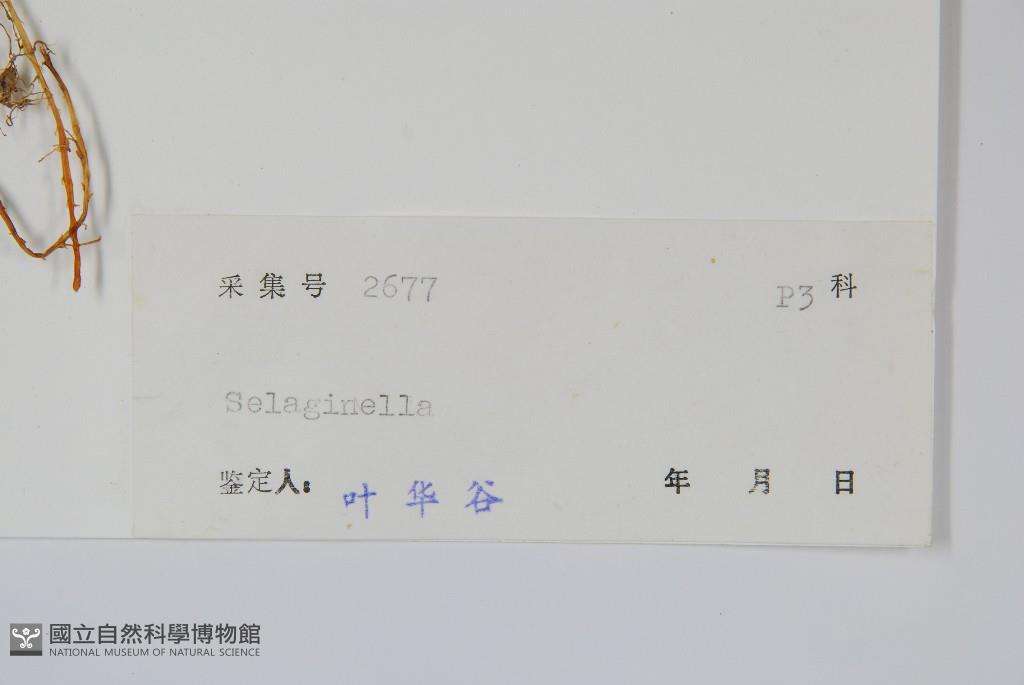 采集号 2677 P3 科
Selaginella
鉴定人: 叶华谷 年 月 日
國立自然科學博物館
NATIONAL MUSEUM OF NATURAL SCIENCE